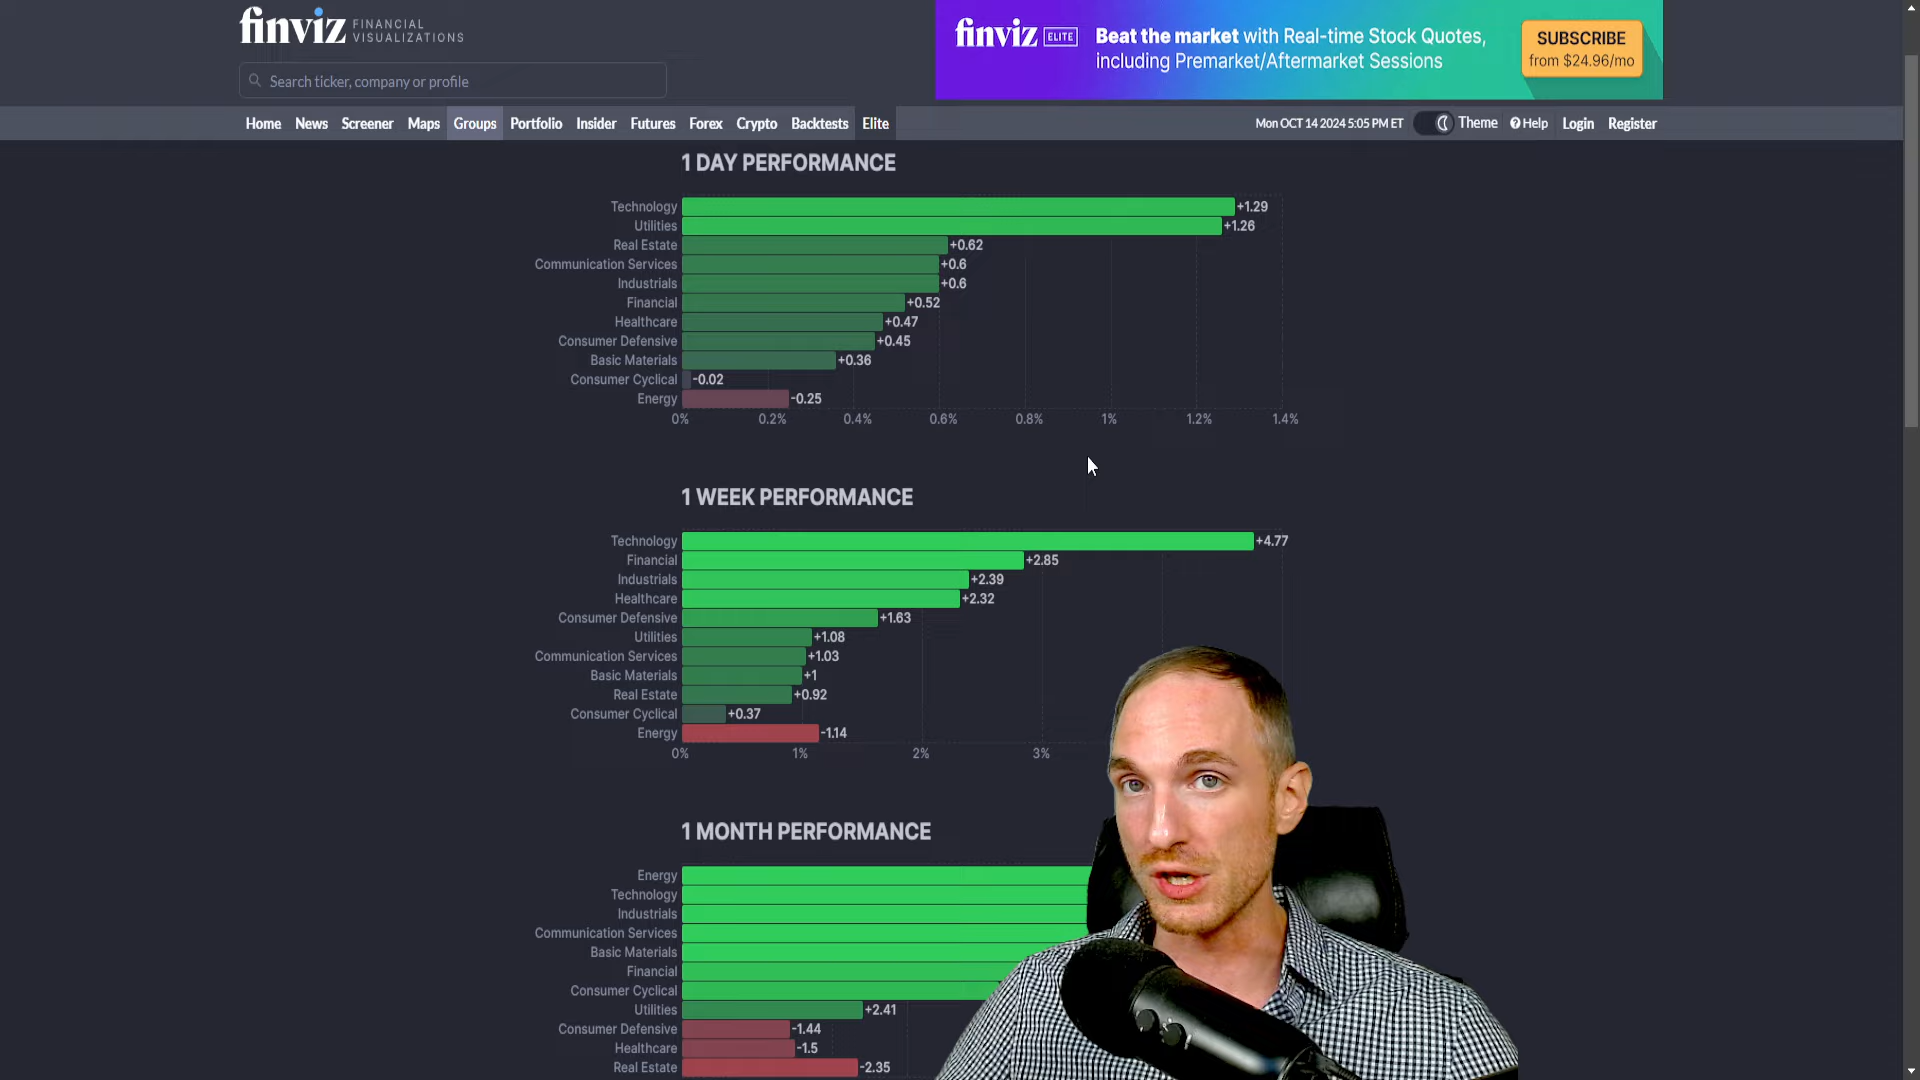 finviz FINANCIAL VISUALIZATIONS
finviz ELITE Beat the market with Real-time Stock Quotes, including Premarket/Aftermarket Sessions SUBSCRIBE from $24.96/mo
Search ticker, company or profile
Home News Screener Maps Groups Portfolio Insider Futures Forex Crypto Backtests Elite Mon OCT 14 2024 5:05 PM ET Theme Help Login Register
1 DAY PERFORMANCE
Technology +1.29
Utilities +1.26
Real Estate +0.62
Communication Services +0.6
Industrials +0.6
Financial +0.52
Healthcare +0.47
Consumer Defensive +0.45
Basic Materials +0.36
Consumer Cyclical -0.02
Energy -0.25
0% 0.2% 0.4% 0.6% 0.8% 1% 1.2% 1.4%
1 WEEK PERFORMANCE
Technology +4.77
Financial +2.85
Industrials +2.39
Healthcare +2.32
Consumer Defensive +1.63
Utilities +1.08
Communication Services +1.03
Basic Materials +1
Real Estate +0.92
Consumer Cyclical +0.37
Energy -1.14
0% 1% 2% 3%
1 MONTH PERFORMANCE
Energy
Technology
Industrials
Communication Services
Basic Materials
Financial
Consumer Cyclical
Utilities +2.41
Consumer Defensive -1.44
Healthcare -1.5
Real Estate -2.35